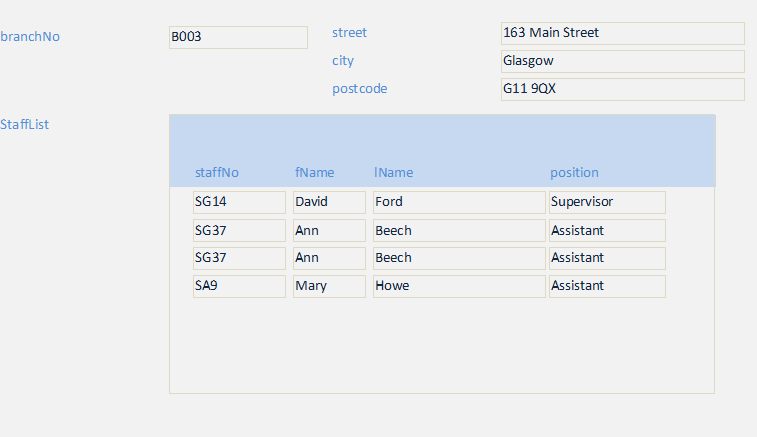 branchNo B003 street 163 Main Street
city Glasgow
postcode G11 9QX
StaffList
staffNo fName lName position
SG14 David Ford Supervisor
SG37 Ann Beech Assistant
SG37 Ann Beech Assistant
SA9 Mary Howe Assistant